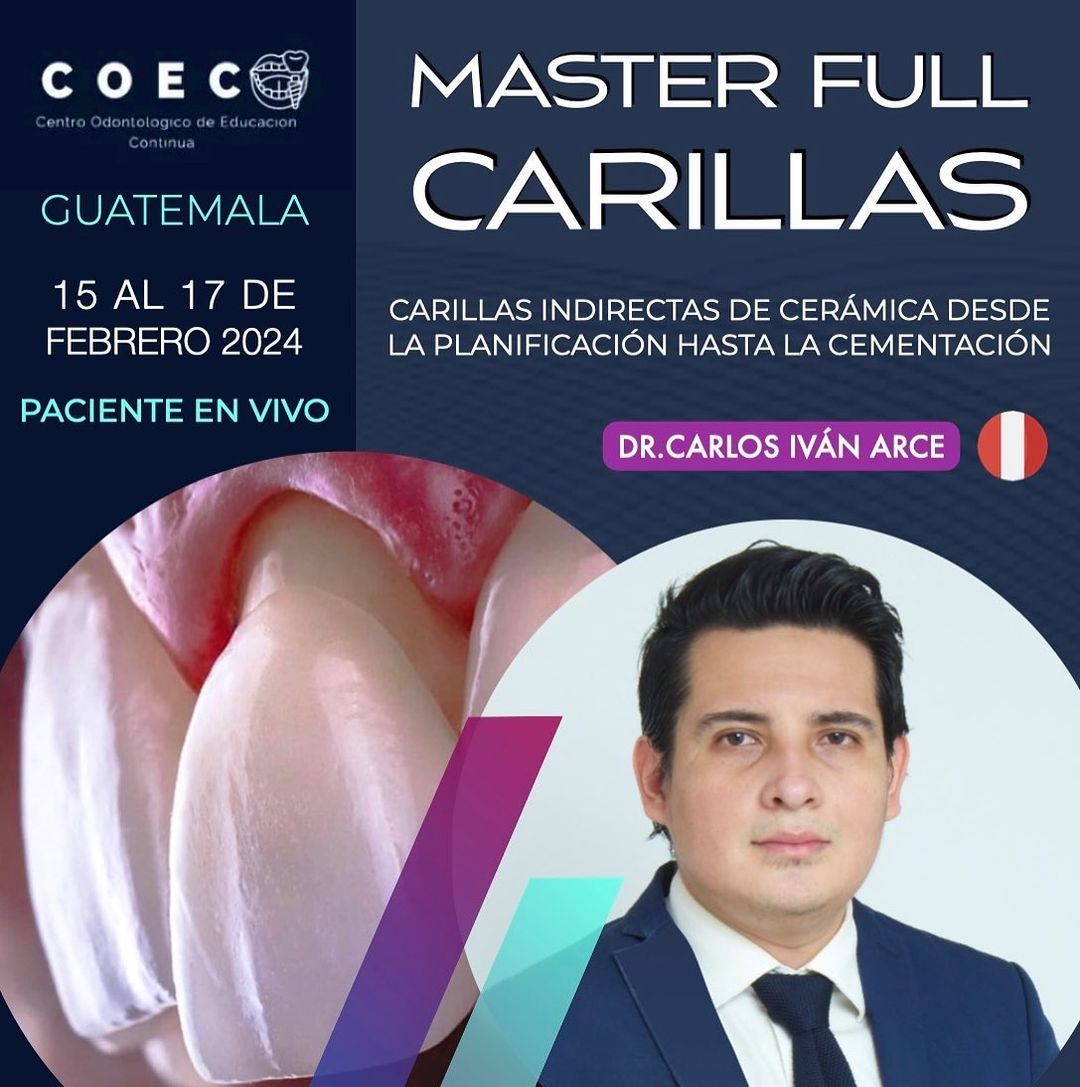 COECO
Centro Odontologico de Educacion
Continua
GUATEMALA
15 AL 17 DE
FEBRERO 2024
PACIENTE EN VIVO
MASTER FULL
CARILLAS
CARILLAS INDIRECTAS DE CERÁMICA DESDE
LA PLANIFICACIÓN HASTA LA CEMENTACIÓN
DR.CARLOS IVÁN ARCE